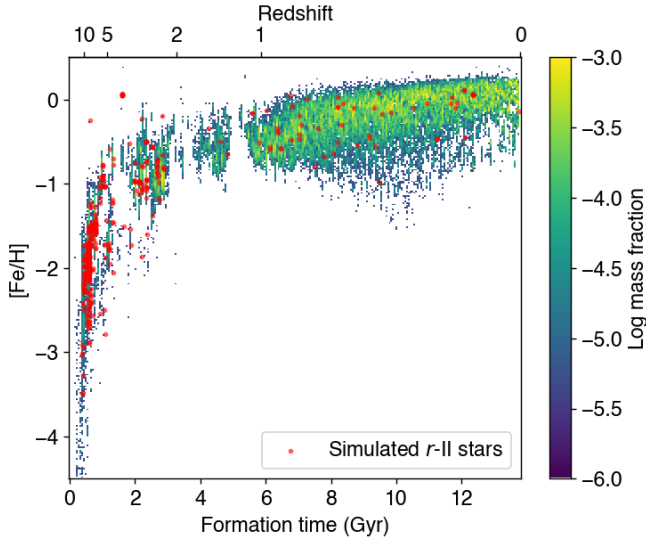 Redshift
10 5 2 1 0
0
−1
−2
−3
−4
[Fe/H]
0 2 4 6 8 10 12
Formation time (Gyr)
Simulated r-II stars
−3.0
−3.5
−4.0
−4.5
−5.0
−5.5
−6.0
Log mass fraction